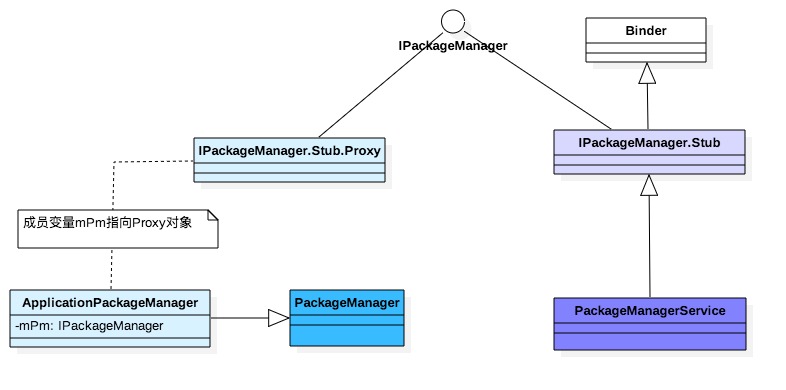 IPackageManager
Binder
IPackageManager.Stub.Proxy
IPackageManager.Stub
成员变量mPm指向Proxy对象
ApplicationPackageManager
-mPm: IPackageManager
PackageManager
PackageManagerService